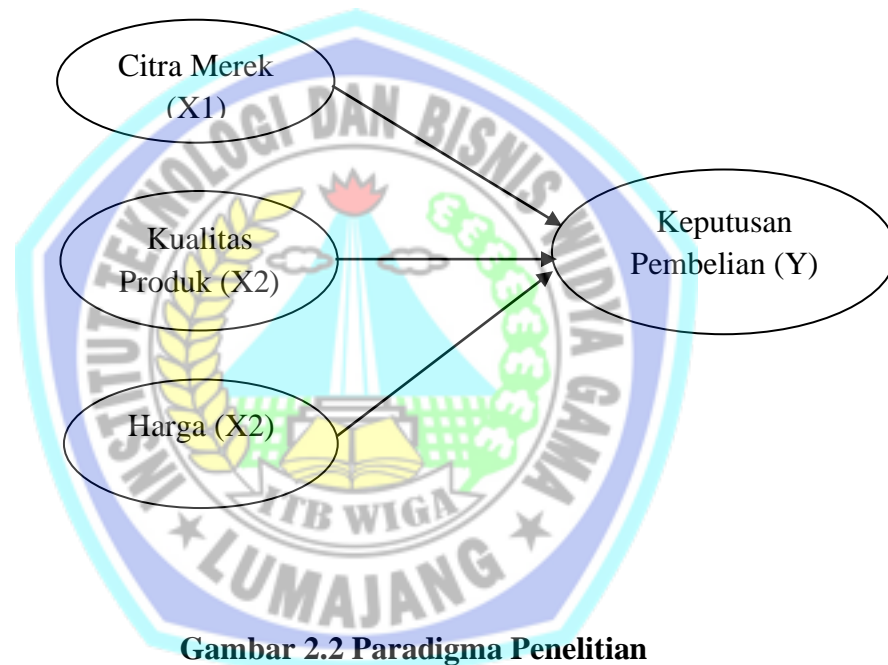 Citra Merek
(X1)
Kualitas
Produk (X2)
Harga (X2)
Keputusan
Pembelian (Y)
INSTITUT TEKNOLOGI DAN BISNIS WIDYA GAMA
ITB WIGA
LUMAJANG
Gambar 2.2 Paradigma Penelitian